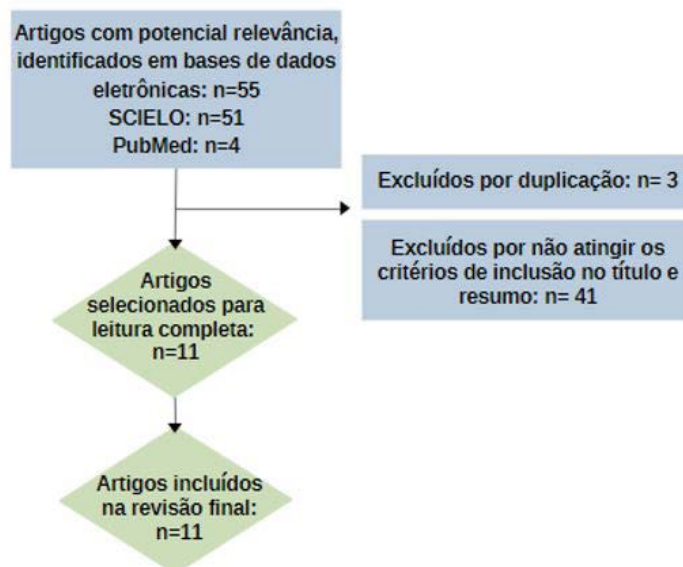 Artigos com potencial relevância,
identificados em bases de dados
eletrônicas: n=55
SCIELO: n=51
PubMed: n=4
Excluídos por duplicação: n= 3
Excluídos por não atingir os
critérios de inclusão no título e
resumo: n= 41
Artigos
selecionados para
leitura completa:
n=11
Artigos incluídos
na revisão final:
n=11